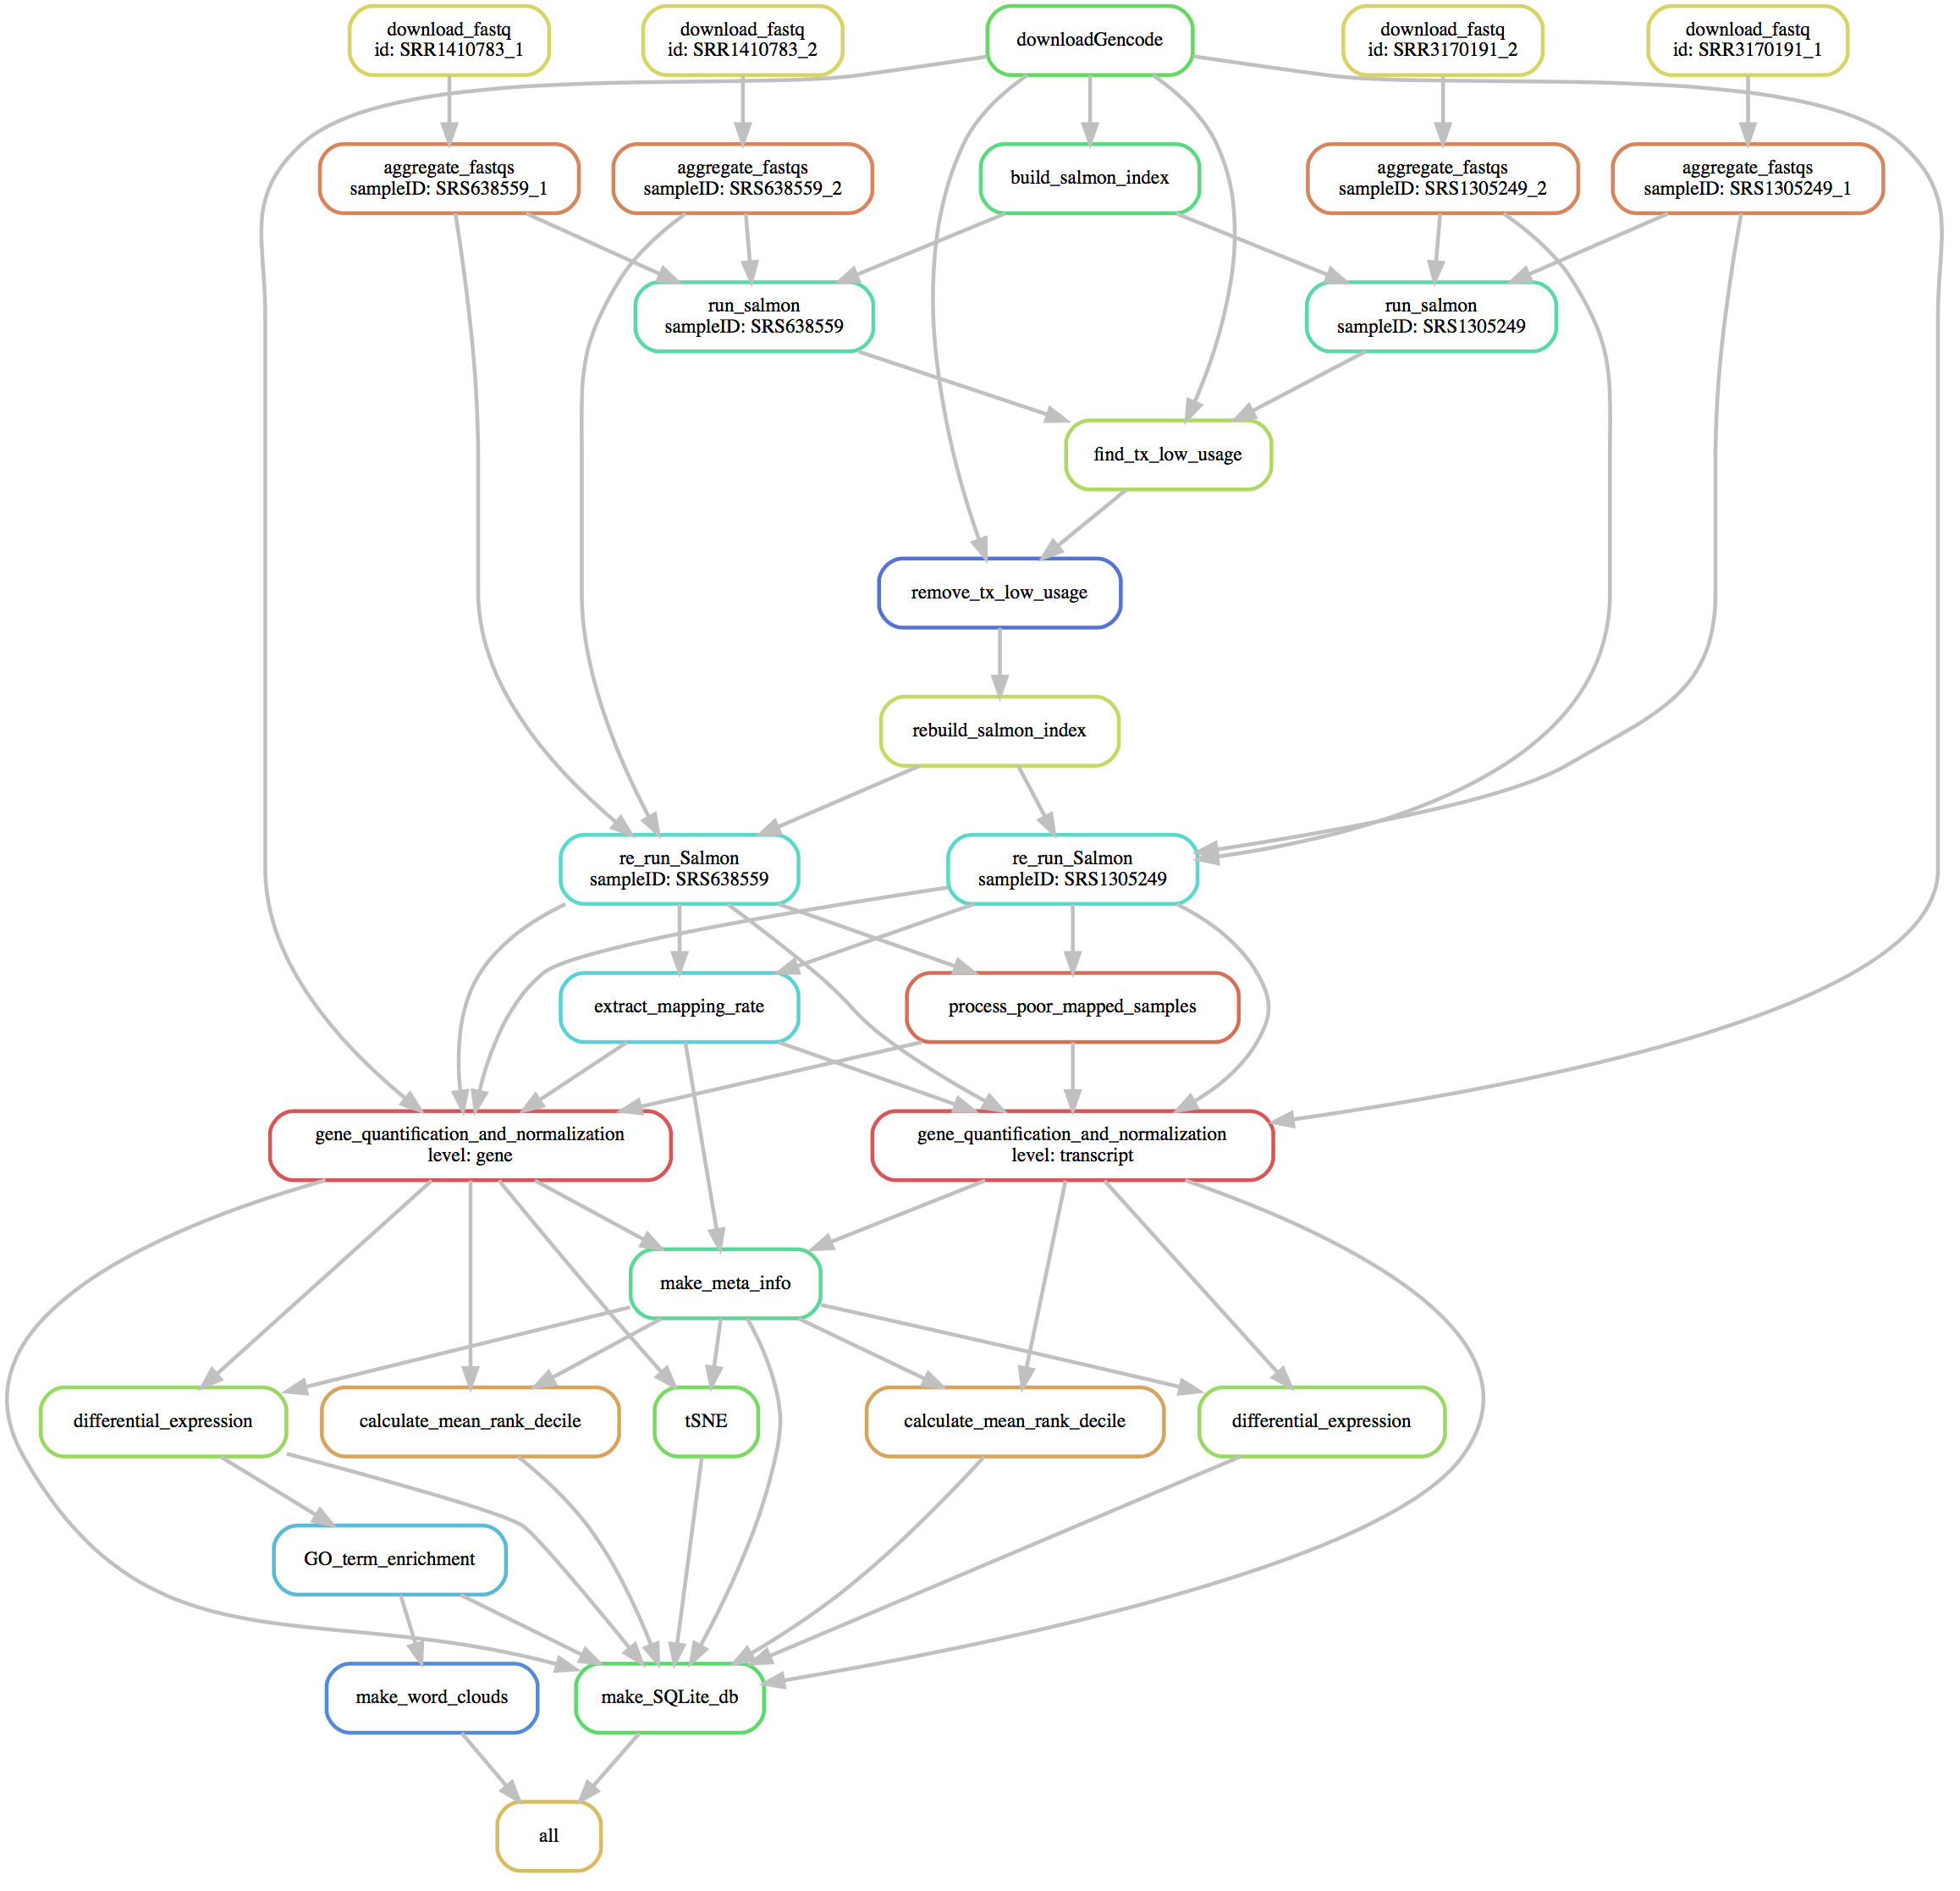 download_fastq
id: SRR1410783_1
download_fastq
id: SRR1410783_2
downloadGencode
download_fastq
id: SRR3170191_2
download_fastq
id: SRR3170191_1
aggregate_fastqs
sampleID: SRS638559_1
aggregate_fastqs
sampleID: SRS638559_2
build_salmon_index
aggregate_fastqs
sampleID: SRS1305249_2
aggregate_fastqs
sampleID: SRS1305249_1
run_salmon
sampleID: SRS638559
run_salmon
sampleID: SRS1305249
find_tx_low_usage
remove_tx_low_usage
rebuild_salmon_index
re_run_Salmon
sampleID: SRS638559
re_run_Salmon
sampleID: SRS1305249
extract_mapping_rate
process_poor_mapped_samples
gene_quantification_and_normalization
level: gene
gene_quantification_and_normalization
level: transcript
make_meta_info
differential_expression
calculate_mean_rank_decile
tSNE
calculate_mean_rank_decile
differential_expression
GO_term_enrichment
make_word_clouds
make_SQLite_db
all